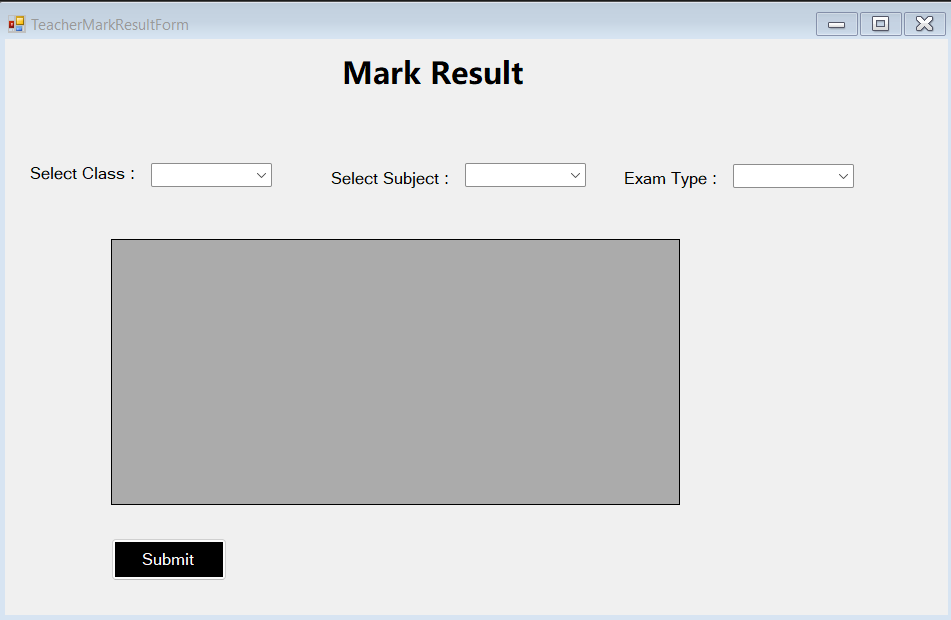 TeacherMarkResultForm
Mark Result
Select Class :
Select Subject :
Exam Type :
Submit